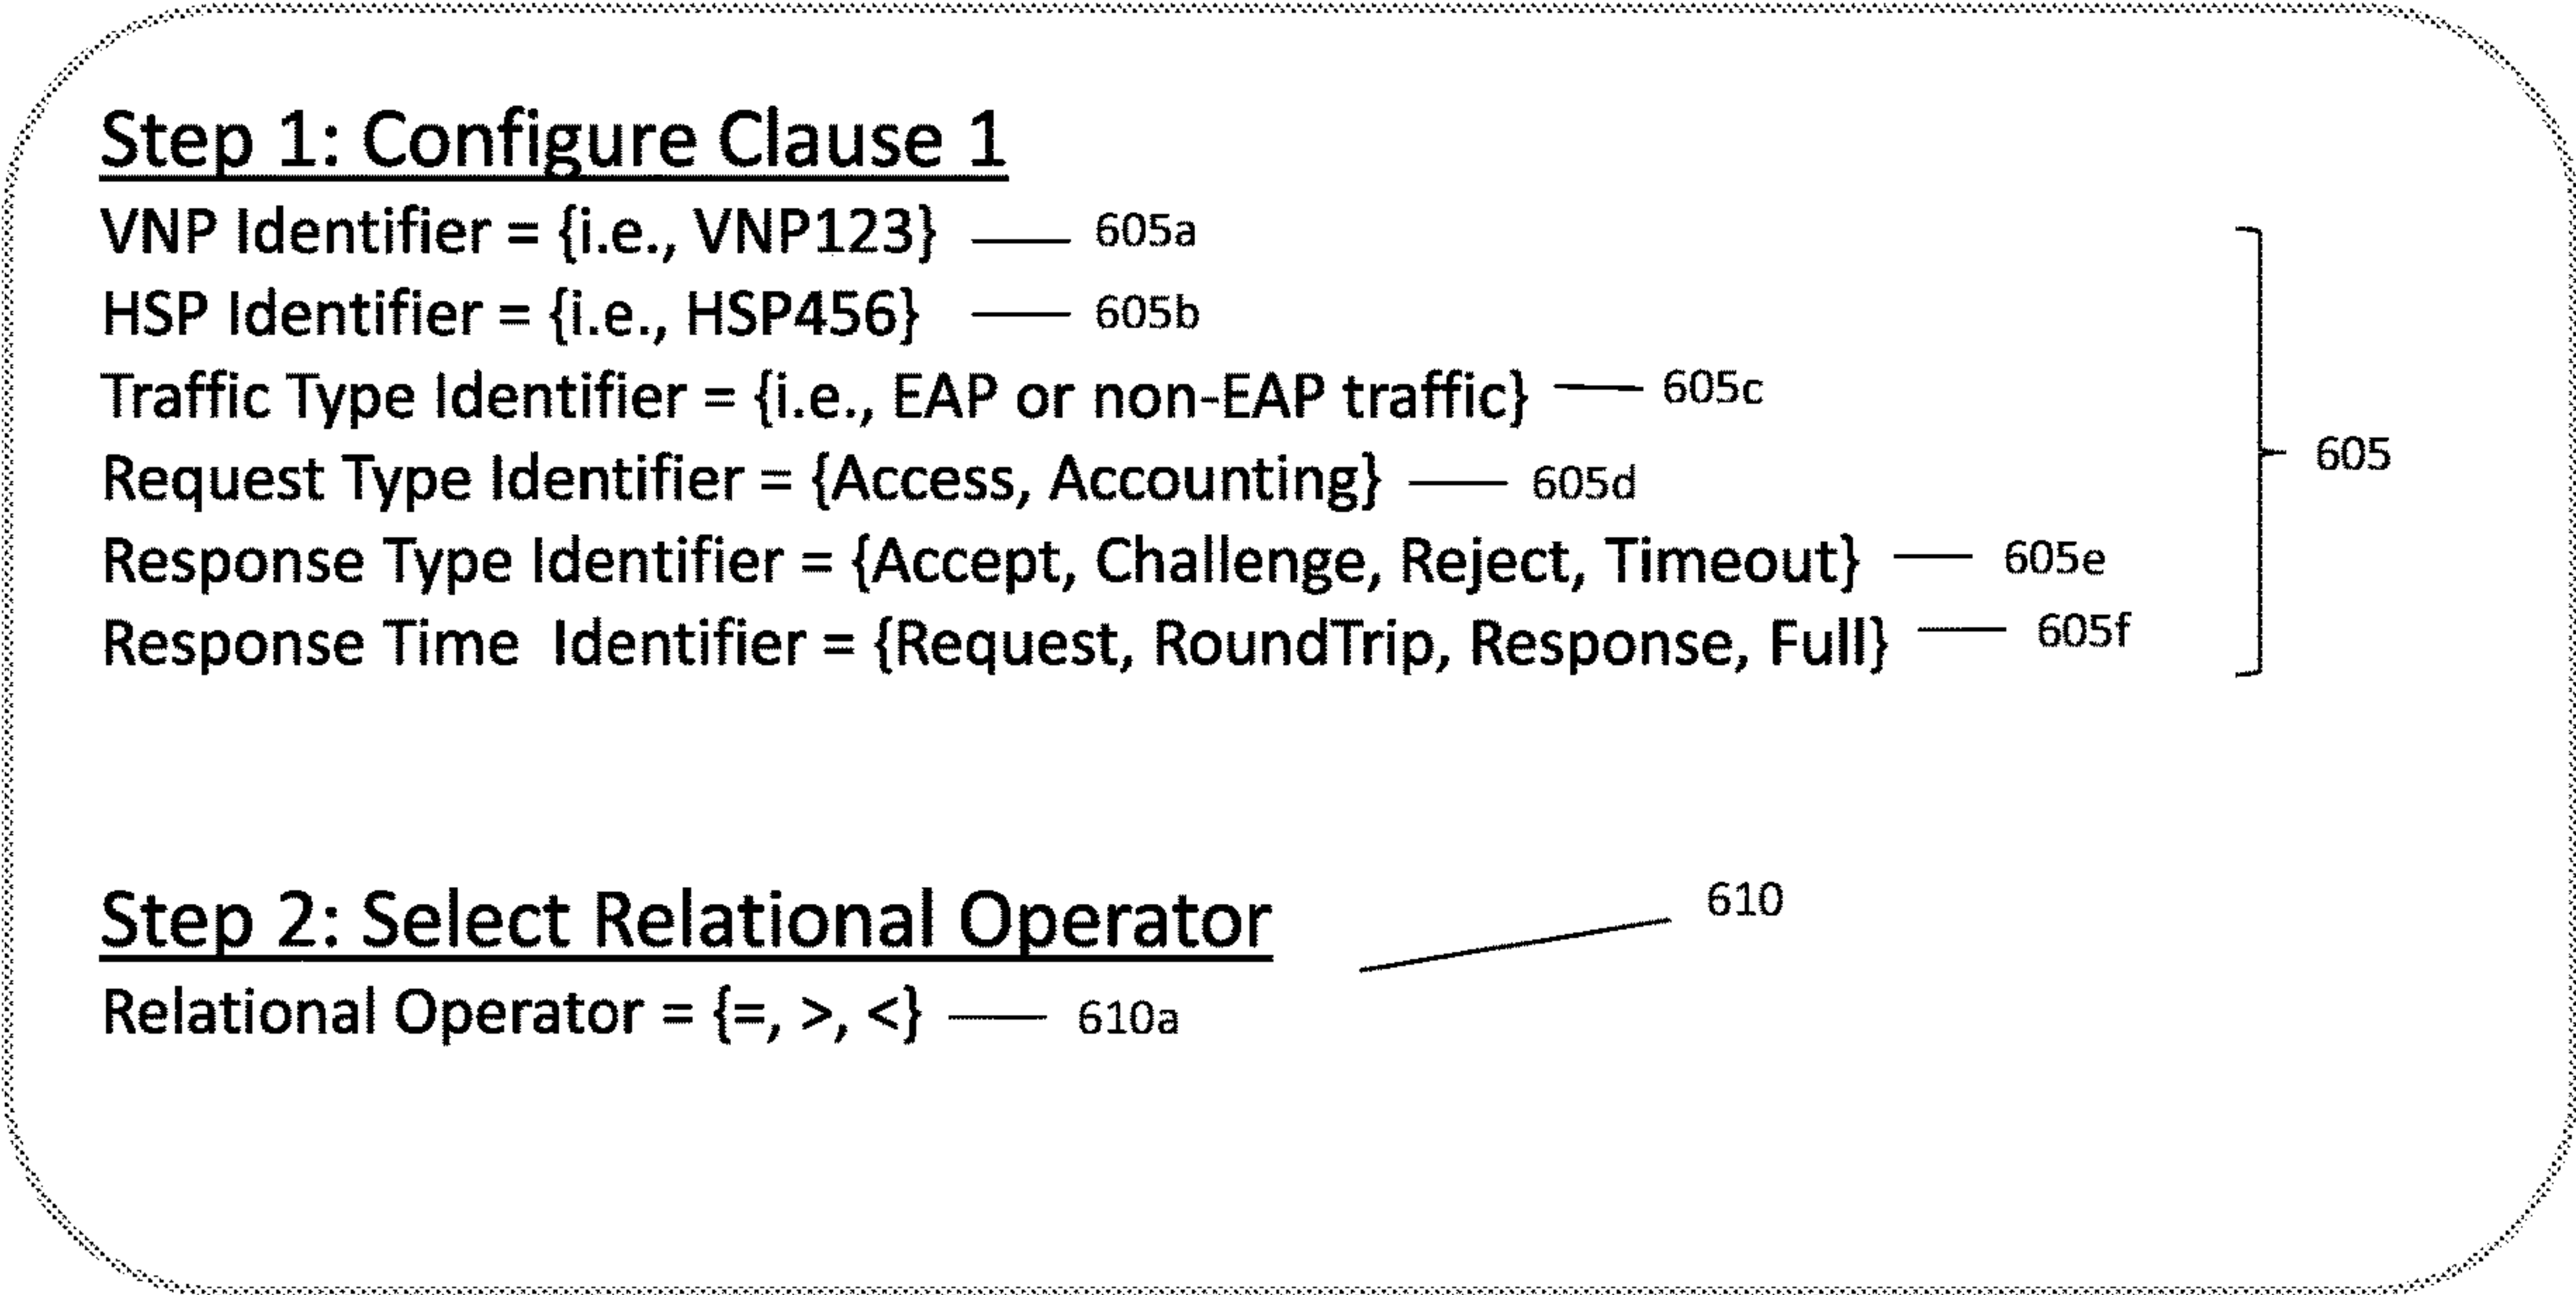 Step 1: Configure Clause 1
VNP Identifier = {i.e., VNP123} 605a
HSP Identifier = {i.e., HSP456} 605b
Traffic Type Identifier = {i.e., EAP or non-EAP traffic} 605c
Request Type Identifier = {Access, Accounting} 605d
605
Response Type Identifier = {Accept, Challenge, Reject, Timeout} 605e
Response Time Identifier = {Request, RoundTrip, Response, Full} 605f
Step 2: Select Relational Operator 610
Relational Operator = {=, >, <} 610a